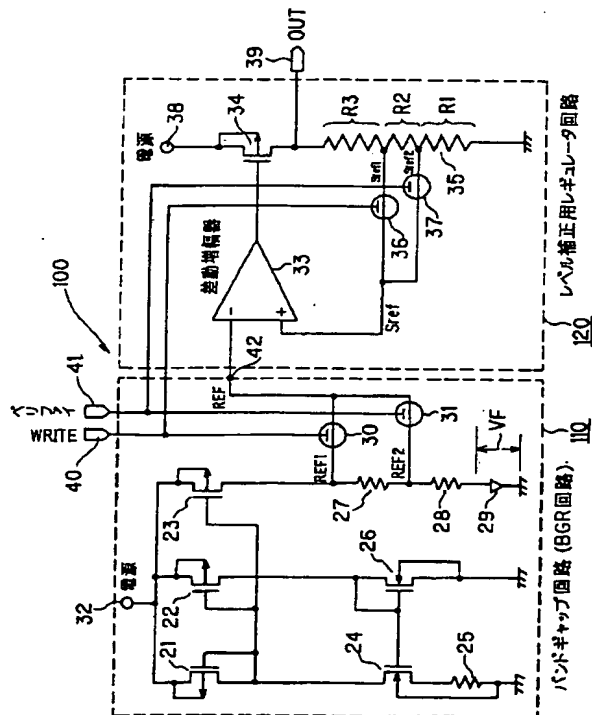 100
41
ベリファイ
WRITE
40
32
電源
21
22
23
24
25
26
27
28
29
30
31
REF1
REF2
REF
42
VF
バンドギャップ回路(BGR回路)
110
差動増幅器
33
-
+
Sref
電源
38
34
39
OUT
R3
R2
R1
Sref1
Sref2
35
36
37
レベル補正用レギュレータ回路
120